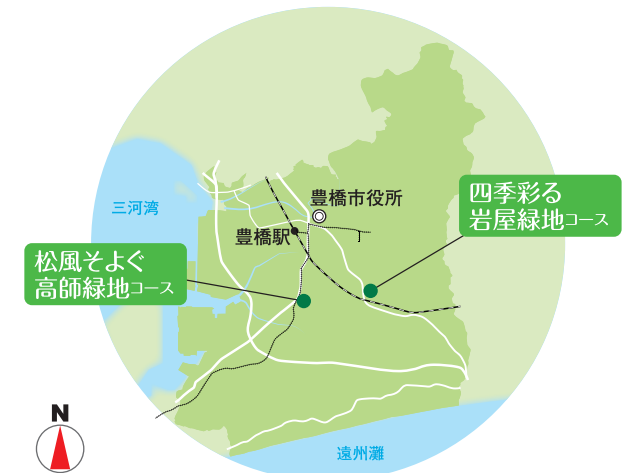 豊橋市役所
四季彩る
岩屋緑地コース
三河湾
豊橋駅
松風そよぐ
高師緑地コース
N
遠州灘